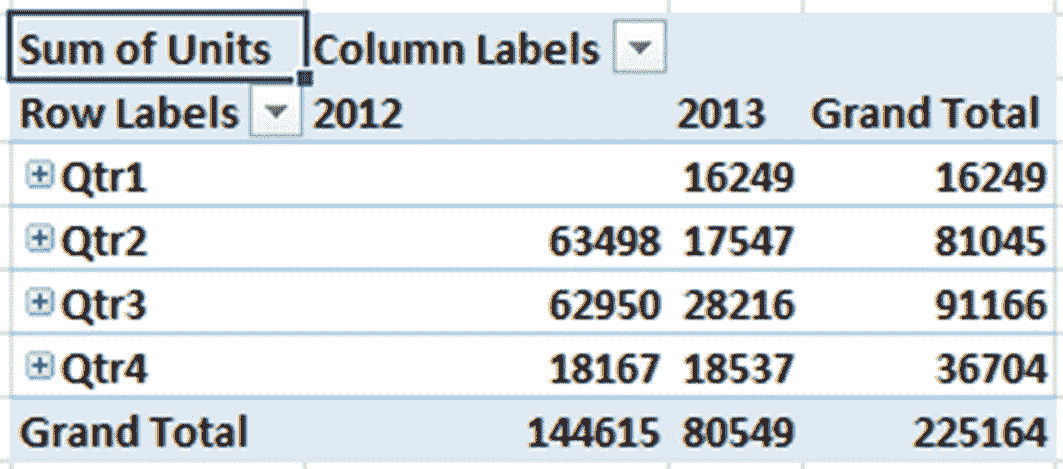 Sum of Units Column Labels
Row Labels 2012 2013 Grand Total
Qtr1 16249 16249
Qtr2 63498 17547 81045
Qtr3 62950 28216 91166
Qtr4 18167 18537 36704
Grand Total 144615 80549 225164